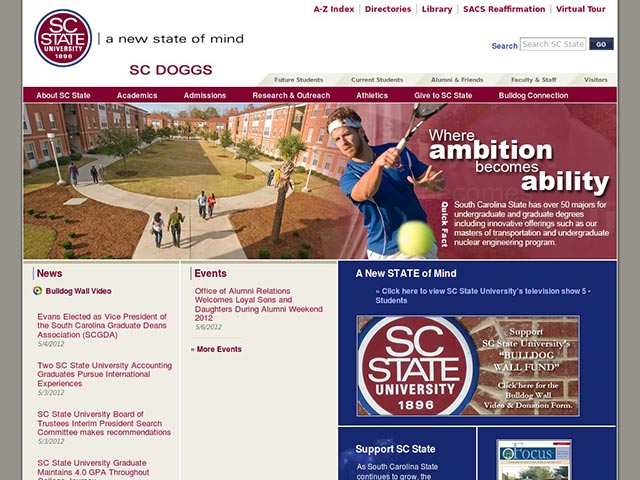 A-Z Index Directories Library SACS Reaffirmation Virtual Tour
SC
STATE
UNIVERSITY
1896
a new state of mind
Search Search SC State GO
SC DOGGS
Future Students Current Students Alumni & Friends Faculty & Staff Visitors
About SC State Academics Admissions Research & Outreach Athletics Give to SC State Bulldog Connection
Where
ambition
becomes
ability
Quick Fact
South Carolina State has over 50 majors for
undergraduate and graduate degrees
including innovative offerings such as our
masters of transportation and undergraduate
nuclear engineering program.
News
Bulldog Wall Video
Evans Elected as Vice President of
the South Carolina Graduate Deans
Association (SCGDA)
5/4/2012
Two SC State University Accounting
Graduates Pursue International
Experiences
5/3/2012
SC State University Board of
Trustees Interim President Search
Committee makes recommendations
5/3/2012
SC State University Graduate
Maintains 4.0 GPA Throughout
Events
Office of Alumni Relations
Welcomes Loyal Sons and
Daughters During Alumni Weekend
2012
5/6/2012
» More Events
A New STATE of Mind
» Click here to view SC State University's television show 5 -
Students
SC
STATE
UNIVERSITY
1896
Support
SC State University's
"BULLDOG
WALL FUND"
Click here for the
Bulldog Wall
Video & Donation Form.
Support SC State
As South Carolina State
continues to grow, the
Focus